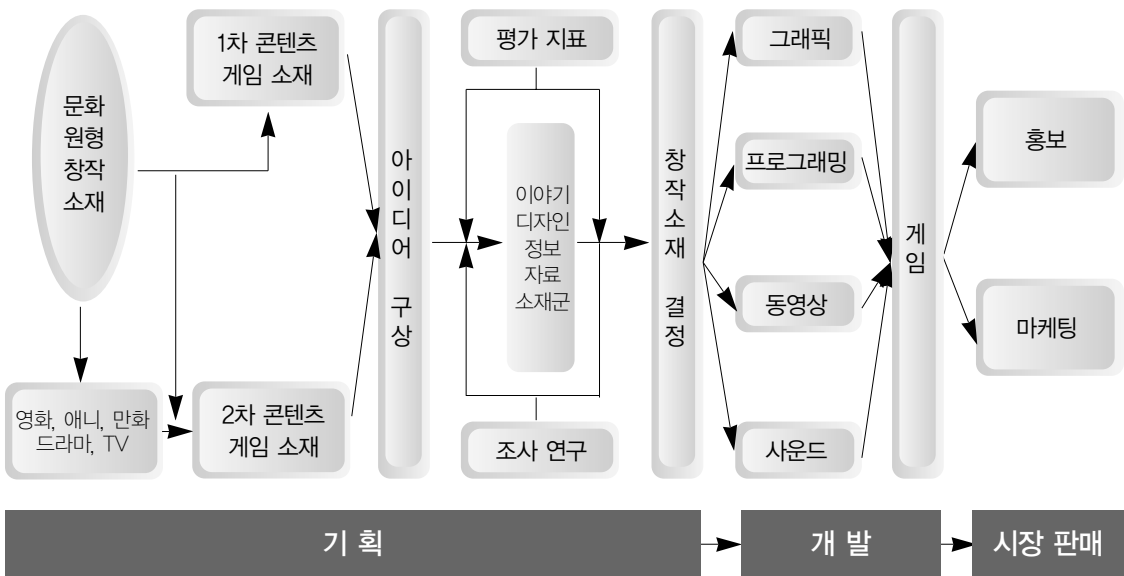 문화
원형
창작
소재
1차 콘텐츠
게임 소재
영화, 애니, 만화
드라마, TV
2차 콘텐츠
게임 소재
아이디어 구상
평가 지표
이야기
디자인
정보
자료
소재군
조사 연구
창작소재 결정
그래픽
프로그래밍
동영상
사운드
게임
홍보
마케팅
기 획
개 발
시장 판매